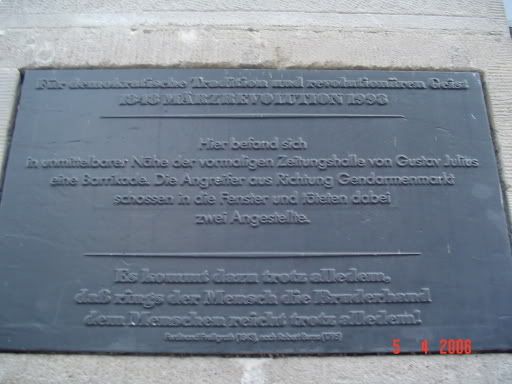 Für demokratische Tradition und revolutionären Geist
1848 MÄRZREVOLUTION 1998
Hier befand sich
in unmittelbarer Nähe der vormaligen Zeitungshalle von Gustav Julius
eine Barrikade. Die Angreifer aus Richtung Gendarmenmarkt
schossen in die Fenster und töteten dabei
zwei Angestellte.
Es kommt dazu trotz alledem,
daß rings der Mensch die Bruderhand
dem Menschen reicht trotz alledem!
Ferdinand Freiligrath (1843), nach Robert Burns
5 4 2006